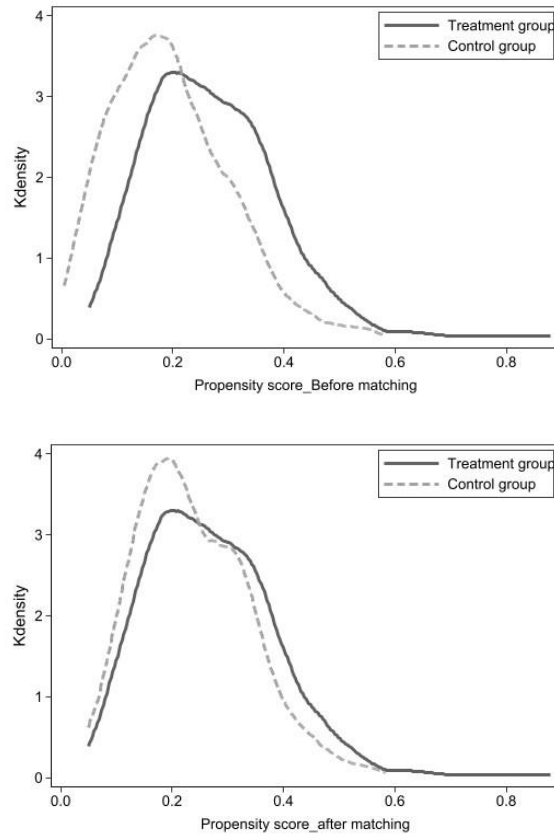 Treatment group
Control group
4
3
2
1
0
Kdensity
0.0 0.2 0.4 0.6 0.8
Propensity score_Before matching
Treatment group
Control group
4
3
2
1
0
Kdensity
0.0 0.2 0.4 0.6 0.8
Propensity score_after matching